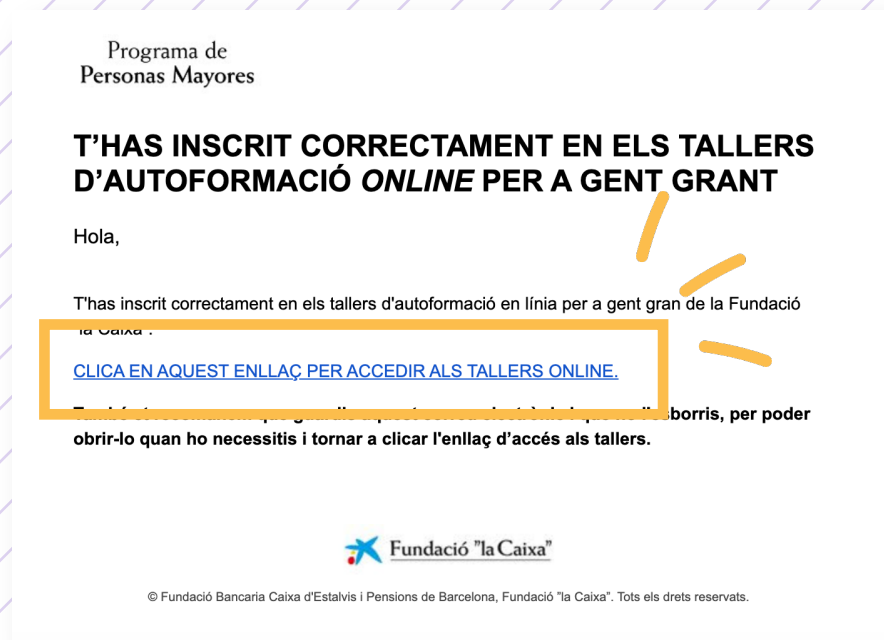 Programa de
Personas Mayores
T’HAS INSCRIT CORRECTAMENT EN ELS TALLERS
D’AUTOFORMACIÓ ONLINE PER A GENT GRANT
Hola,
T'has inscrit correctament en els tallers d'autoformació en línia per a gent gran de la Fundació
"la Caixa".
CLICA EN AQUEST ENLLAÇ PER ACCEDIR ALS TALLERS ONLINE.
per poder
obrir-lo quan ho necessitis i tornar a clicar l'enllaç d’accés als tallers.
Fundació "la Caixa"
© Fundació Bancaria Caixa d'Estalvis i Pensions de Barcelona, Fundació "la Caixa". Tots els drets reservats.